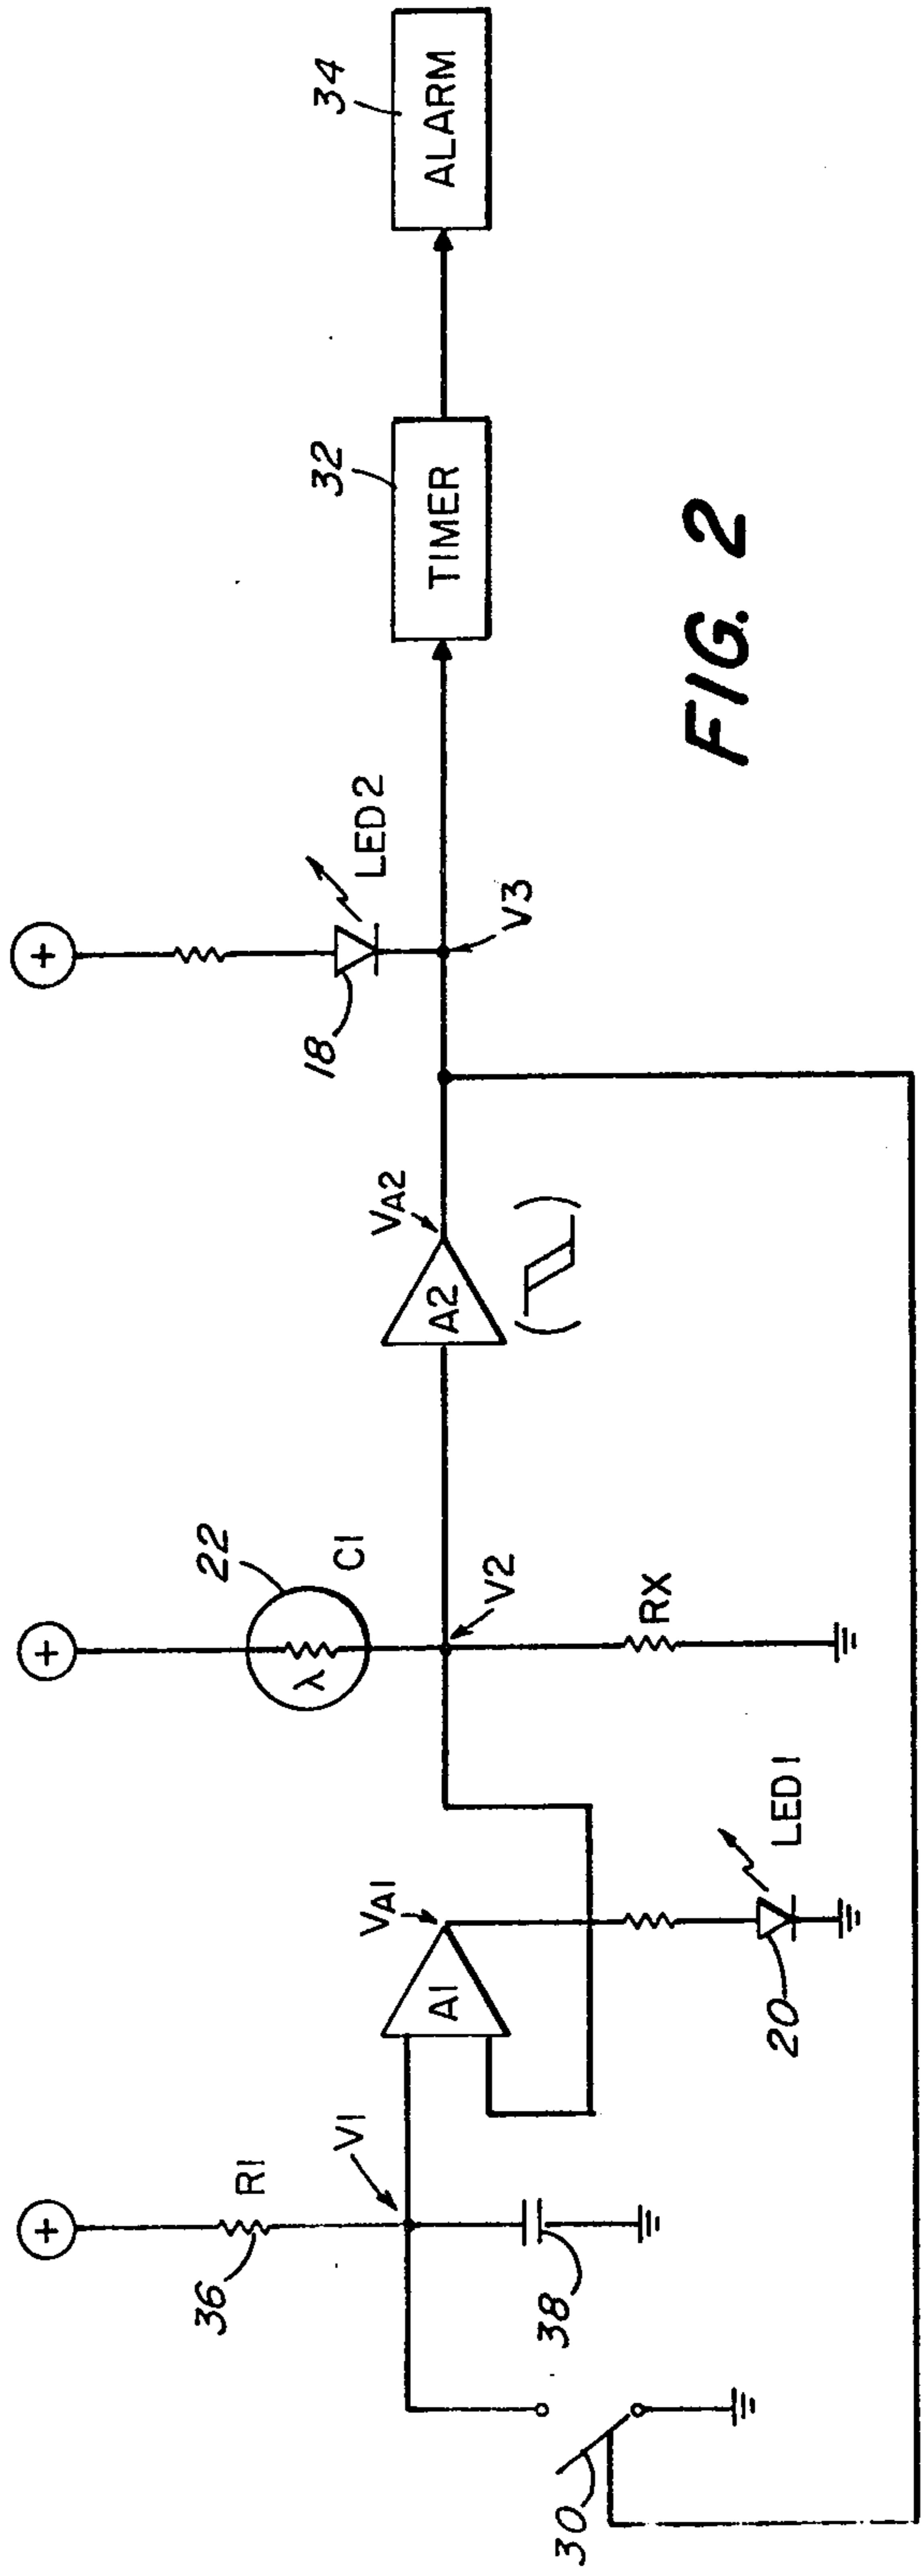 +
R1
36
V1
A1
VA1
38
30
20
LED1
+
22
C1
λ
V2
RX
A2
VA2
+
18
LED2
V3
32
TIMER
34
ALARM
FIG. 2